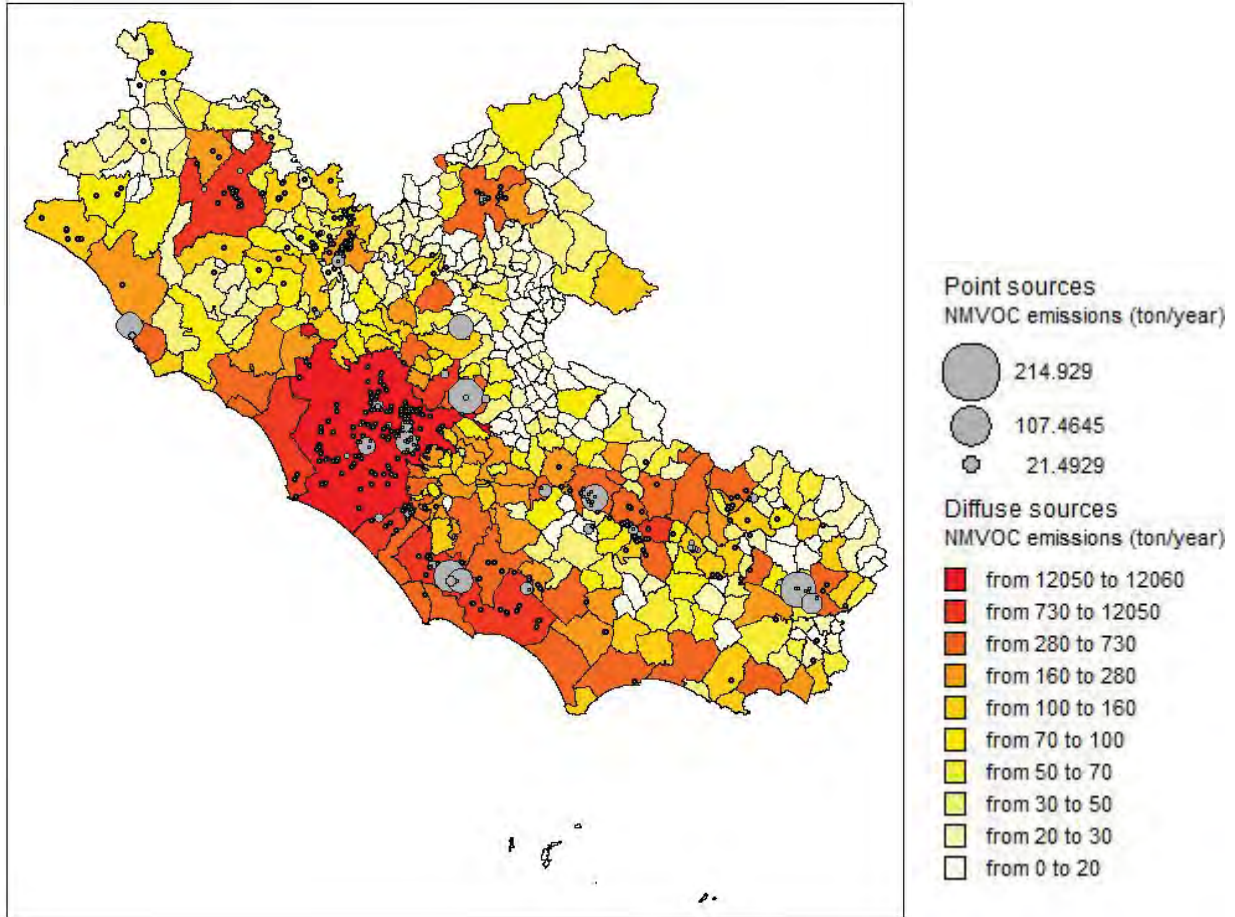 Point sources
NMVOC emissions (ton/year)
214.929
107.4645
21.4929
Diffuse sources
NMVOC emissions (ton/year)
from 12050 to 12060
from 730 to 12050
from 280 to 730
from 160 to 280
from 100 to 160
from 70 to 100
from 50 to 70
from 30 to 50
from 20 to 30
from 0 to 20